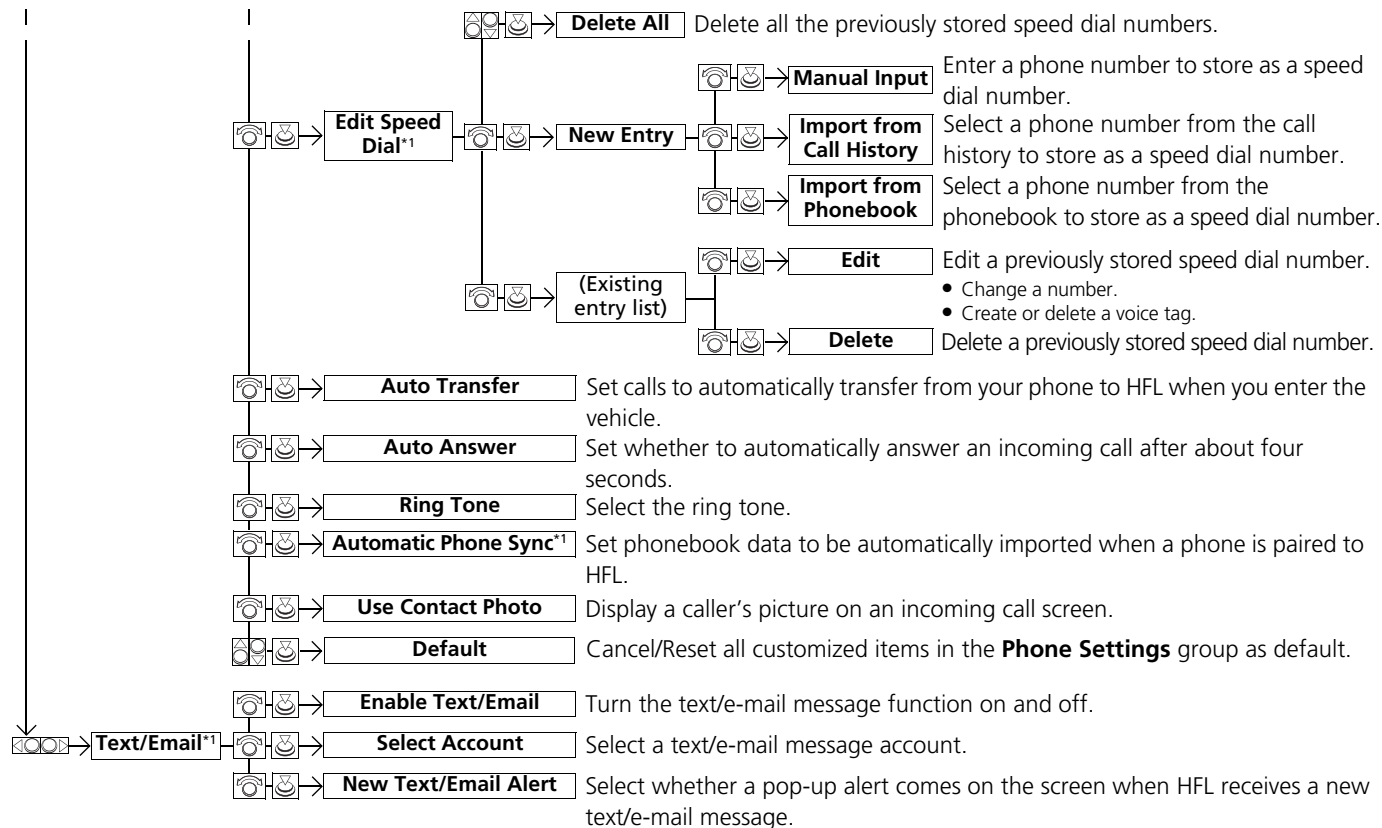 Delete All Delete all the previously stored speed dial numbers.
Manual Input Enter a phone number to store as a speed
dial number.
Edit Speed
Dial*1
New Entry
Import from
Call History
Select a phone number from the call
history to store as a speed dial number.
Import from
Phonebook
Select a phone number from the
phonebook to store as a speed dial number.
(Existing
entry list)
Edit Edit a previously stored speed dial number.
• Change a number.
• Create or delete a voice tag.
Delete Delete a previously stored speed dial number.
Auto Transfer Set calls to automatically transfer from your phone to HFL when you enter the
vehicle.
Auto Answer Set whether to automatically answer an incoming call after about four
seconds.
Ring Tone Select the ring tone.
Automatic Phone Sync*1 Set phonebook data to be automatically imported when a phone is paired to
HFL.
Use Contact Photo Display a caller's picture on an incoming call screen.
Default Cancel/Reset all customized items in the Phone Settings group as default.
Enable Text/Email Turn the text/e-mail message function on and off.
Text/Email*1 Select Account Select a text/e-mail message account.
New Text/Email Alert Select whether a pop-up alert comes on the screen when HFL receives a new
text/e-mail message.